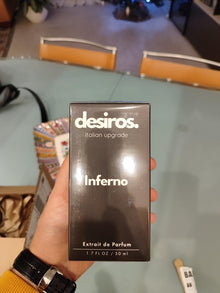 desiros.
italian upgrade
Inferno
Extrait de Parfum
1.7 Fl OZ / 50 ml